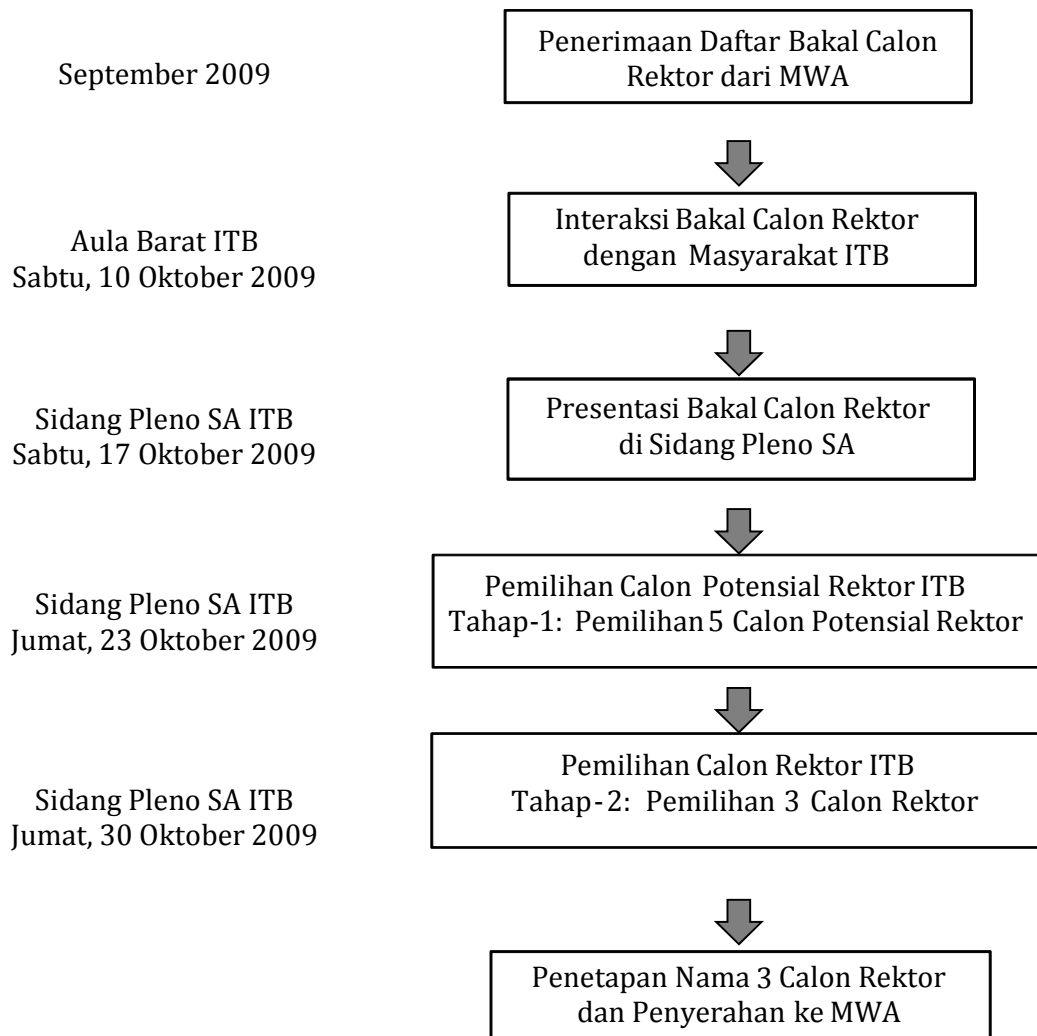 September 2009
Penerimaan Daftar Bakal Calon
Rektor dari MWA
Aula Barat ITB
Sabtu, 10 Oktober 2009
Interaksi Bakal Calon Rektor
dengan Masyarakat ITB
Sidang Pleno SA ITB
Sabtu, 17 Oktober 2009
Presentasi Bakal Calon Rektor
di Sidang Pleno SA
Sidang Pleno SA ITB
Jumat, 23 Oktober 2009
Pemilihan Calon Potensial Rektor ITB
Tahap-1: Pemilihan 5 Calon Potensial Rektor
Sidang Pleno SA ITB
Jumat, 30 Oktober 2009
Pemilihan Calon Rektor ITB
Tahap-2: Pemilihan 3 Calon Rektor
Penetapan Nama 3 Calon Rektor
dan Penyerahan ke MWA